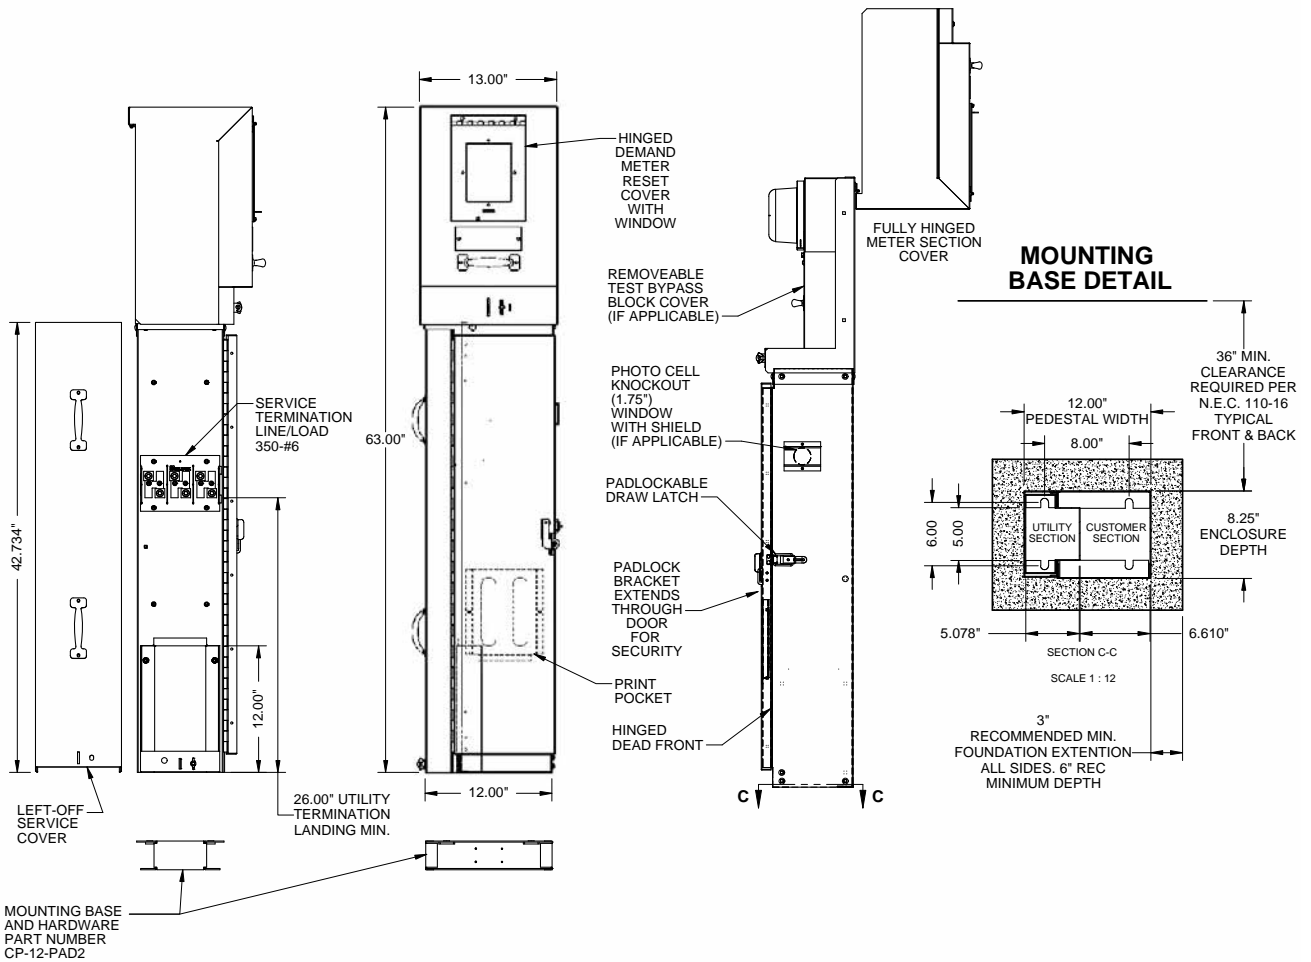 13.00"
63.00"
HINGED
DEMAND
METER
RESET
COVER
WITH
WINDOW
FULLY HINGED
METER SECTION
COVER
REMOVEABLE
TEST BYPASS
BLOCK COVER
(IF APPLICABLE)
PHOTO CELL
KNOCKOUT
(1.75")
WINDOW
WITH SHIELD
(IF APPLICABLE)
PADLOCKABLE
DRAW LATCH
PADLOCK
BRACKET
EXTENDS
THROUGH
DOOR
FOR
SECURITY
PRINT
POCKET
HINGED
DEAD FRONT
C
C
SERVICE
TERMINATION
LINE/LOAD
350-#6
42.734"
12.00"
26.00" UTILITY
TERMINATION
LANDING MIN.
12.00"
LEFT-OFF
SERVICE
COVER
MOUNTING BASE
AND HARDWARE
PART NUMBER
CP-12-PAD2
MOUNTING
BASE DETAIL
36" MIN.
CLEARANCE
REQUIRED PER
N.E.C. 110-16
TYPICAL
FRONT & BACK
12.00"
PEDESTAL WIDTH
8.00"
6.00
5.00
UTILITY
SECTION
CUSTOMER
SECTION
8.25"
ENCLOSURE
DEPTH
5.078"
6.610"
SECTION C-C
SCALE 1 : 12
3"
RECOMMENDED MIN.
FOUNDATION EXTENTION
ALL SIDES. 6" REC
MINIMUM DEPTH